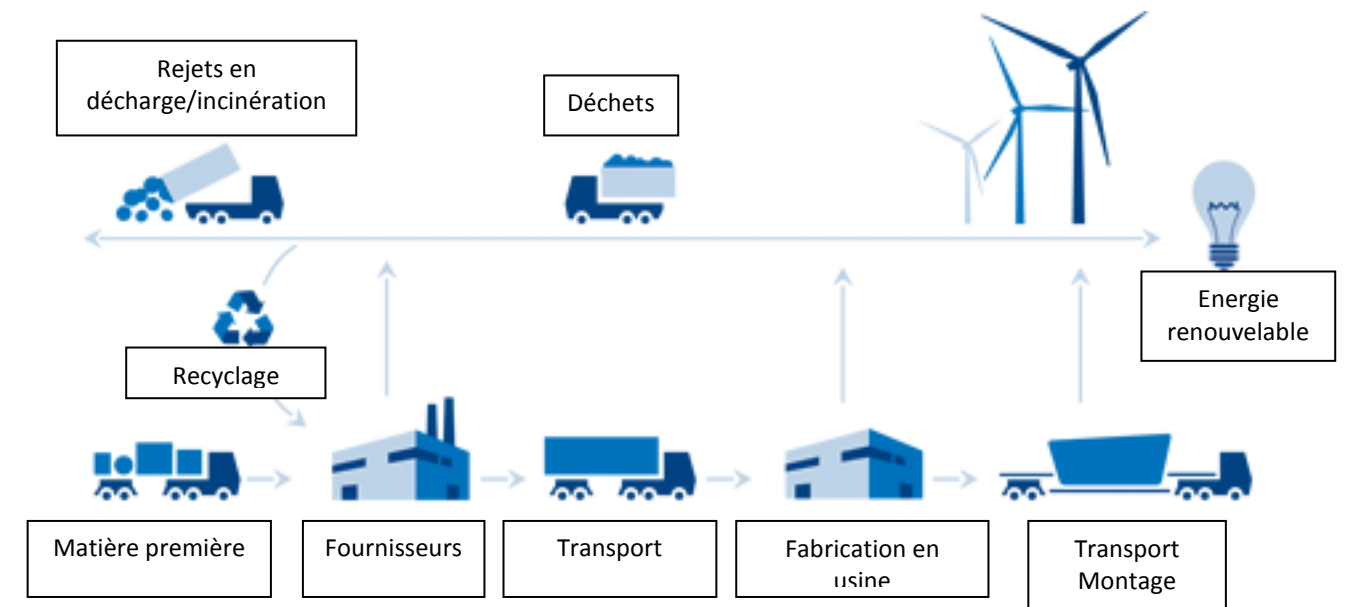 Rejets en
décharge/incinération
Déchets
Energie
renouvelable
Recyclage
Matière première
Fournisseurs
Transport
Fabrication en
usine
Transport
Montage